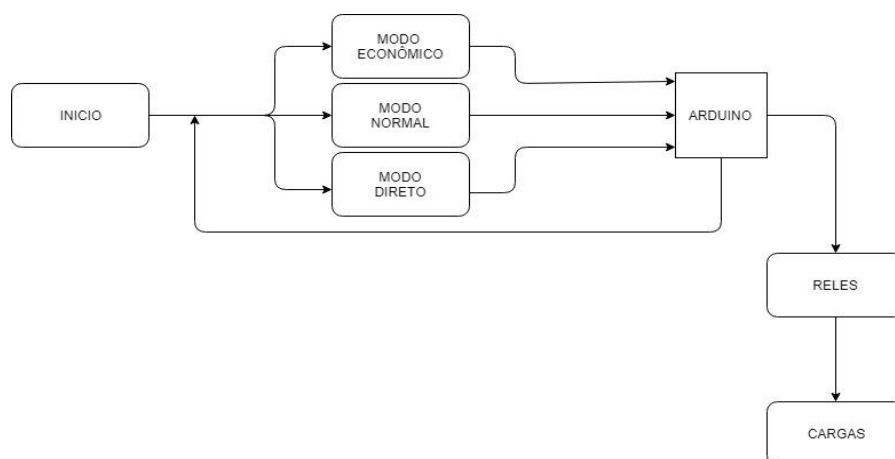 INICIO
MODO
ECONÔMICO
MODO
NORMAL
MODO
DIRETO
ARDUINO
RELES
CARGAS